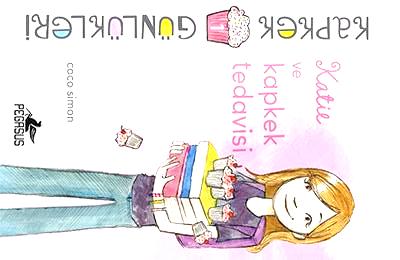 KAPKEK GÜNLÜKLERİ
Katie
ve
kapkek
tedavisi
coco simon
PEGASUS